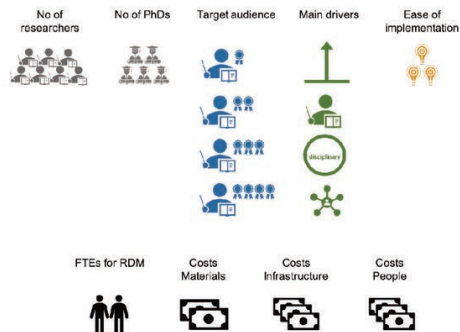 No of
researchers
No of PhDs
Target audience
Main drivers
Ease of
implementation
disciplinary
FTEs for RDM
Costs
Materials
Costs
Infrastructure
Costs
People